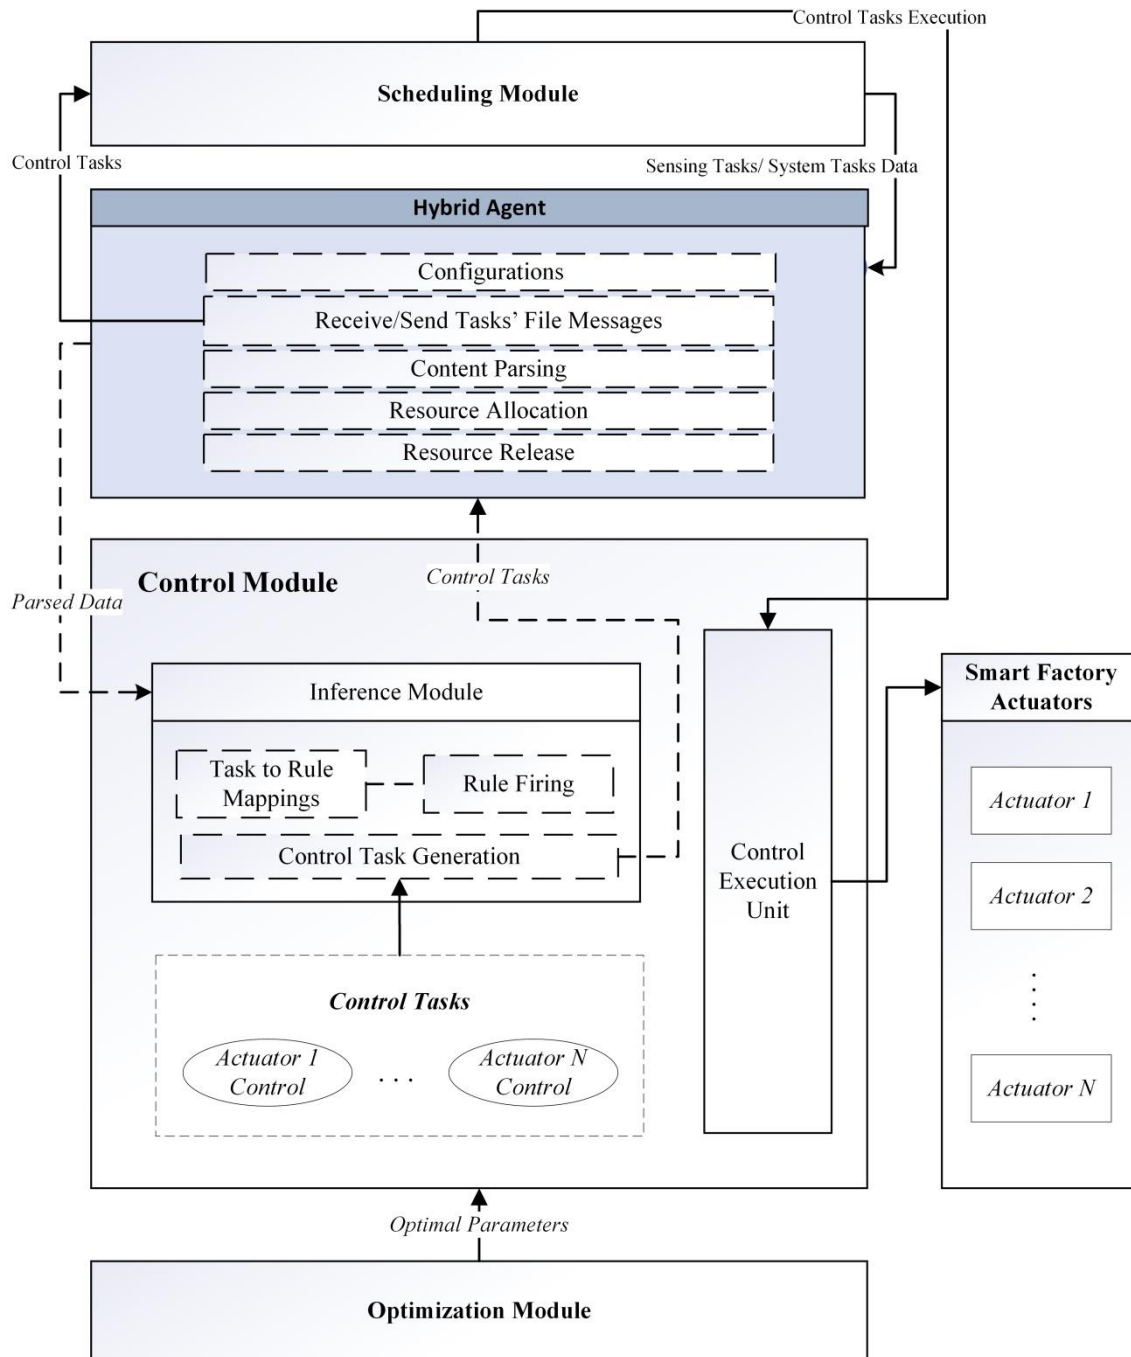 Control Tasks Execution
Scheduling Module
Control Tasks
Sensing Tasks/ System Tasks Data
Hybrid Agent
Configurations
Receive/Send Tasks’ File Messages
Content Parsing
Resource Allocation
Resource Release
Control Module
Control Tasks
Parsed Data
Inference Module
Task to Rule
Mappings
Rule Firing
Control Task Generation
Control
Execution
Unit
Smart Factory
Actuators
Actuator 1
Actuator 2
Actuator N
Control Tasks
Actuator 1
Control
. . .
Actuator N
Control
Optimal Parameters
Optimization Module